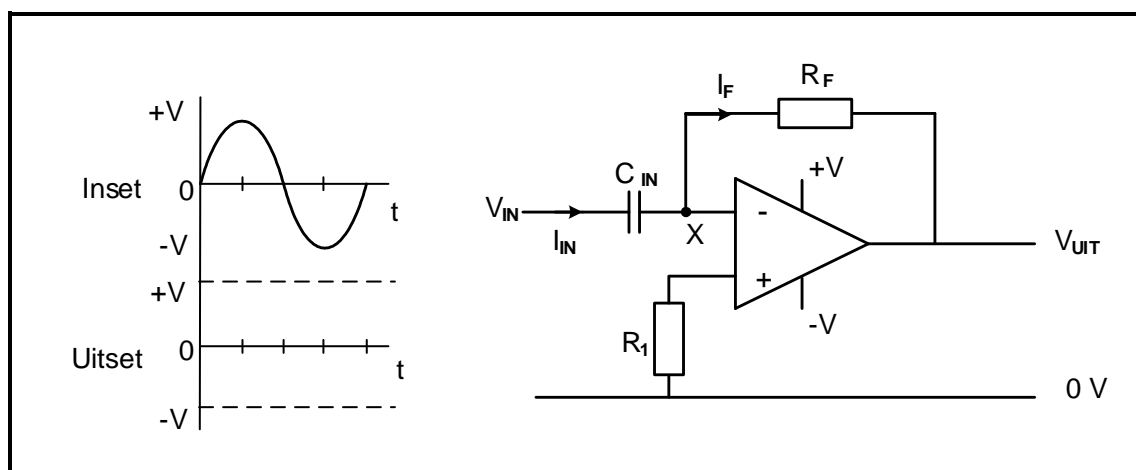 +V
Inset 0
t
-V
+V
Uitset 0
t
-V
I_F
R_F
C_IN
+V
V_IN
I_IN
X
-
+
V_UIT
-V
R_1
0 V